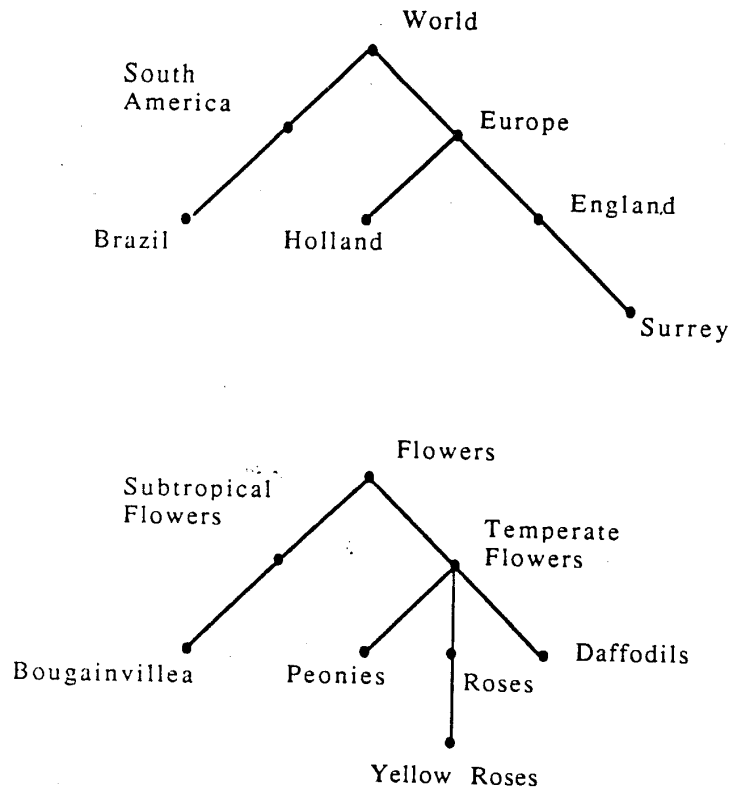 World
South
America
Europe
England
Brazil
Holland
Surrey
Flowers
Subtropical
Flowers
Temperate
Flowers
Bougainvillea
Peonies
Roses
Daffodils
Yellow Roses